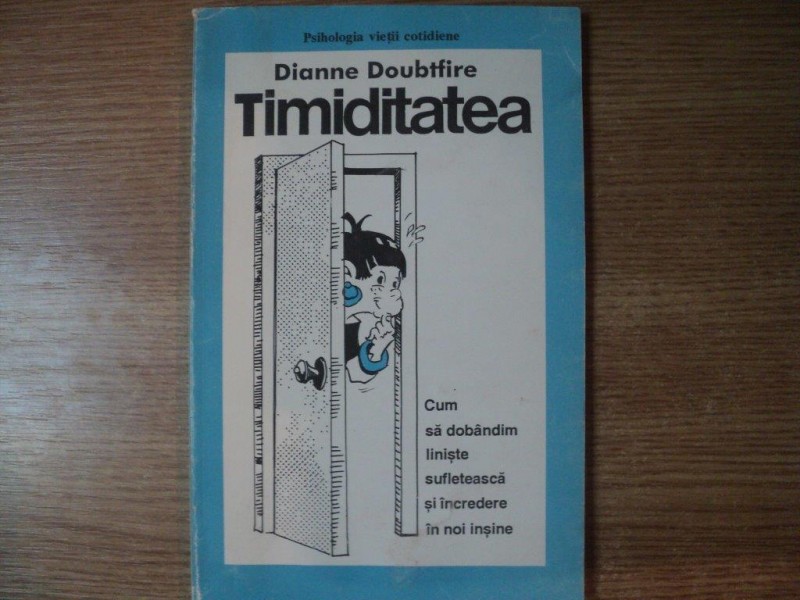 Psihologia vieții cotidiene
Dianne Doubtfire
Timiditatea
Cum
să dobândim
liniște
sufletească
și încredere
în noi inșine